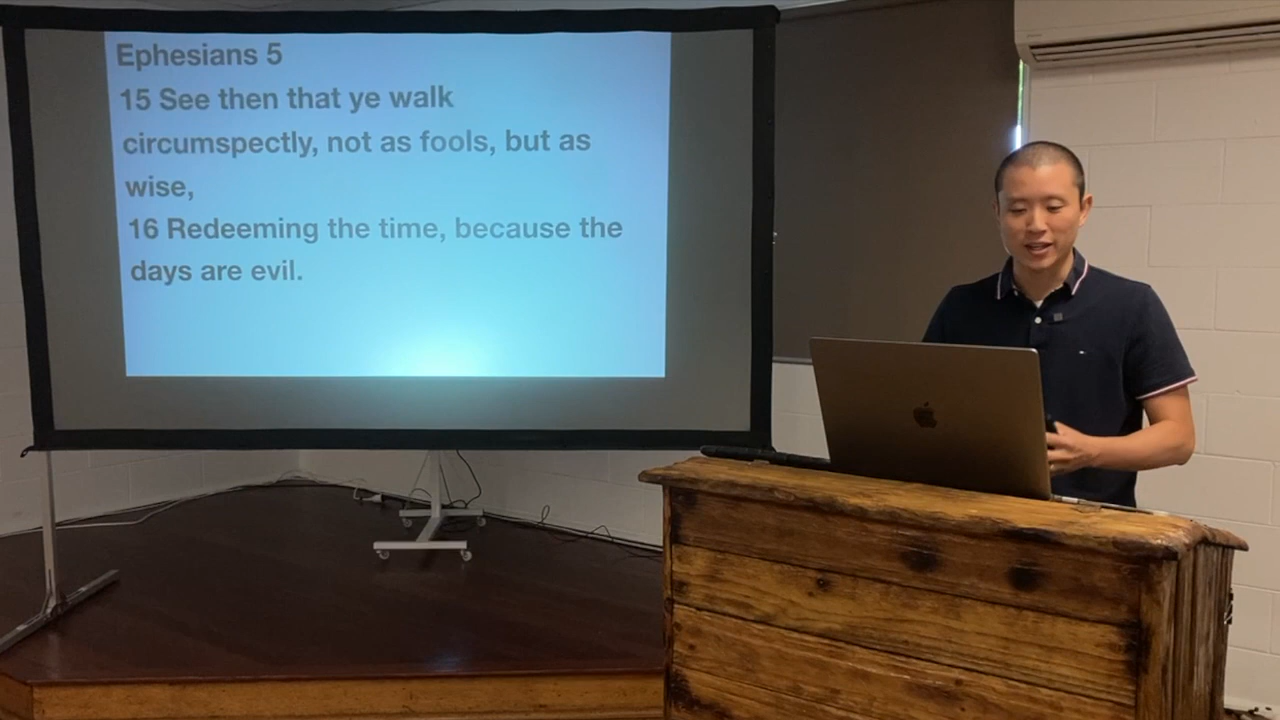 Ephesians 5
15 See then that ye walk
circumspectly, not as fools, but as
wise,
16 Redeeming the time, because the
days are evil.